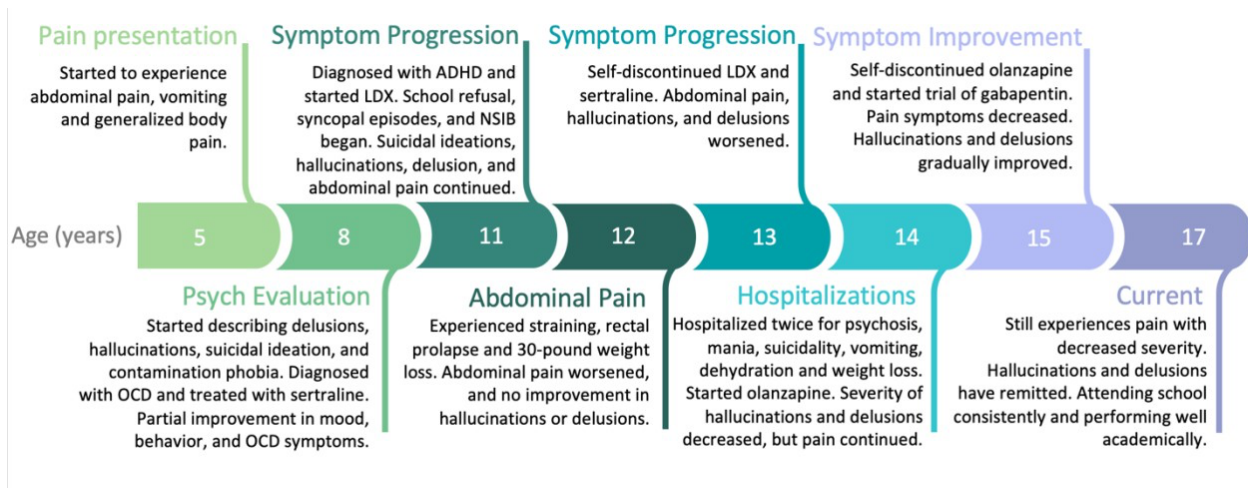 Pain presentation
Started to experience
abdominal pain, vomiting
and generalized body
pain.
Symptom Progression
Diagnosed with ADHD and
started LDX. School refusal,
syncopal episodes, and NSIB
began. Suicidal ideations,
hallucinations, delusion, and
abdominal pain continued.
Symptom Progression
Self-discontinued LDX and
sertraline. Abdominal pain,
hallucinations, and delusions
worsened.
Symptom Improvement
Self-discontinued olanzapine
and started trial of gabapentin.
Pain symptoms decreased.
Hallucinations and delusions
gradually improved.
Age (years) 5 8 11 12 13 14 15 17
Psych Evaluation
Started describing delusions,
hallucinations, suicidal ideation, and
contamination phobia. Diagnosed
with OCD and treated with sertraline.
Partial improvement in mood,
behavior, and OCD symptoms.
Abdominal Pain
Experienced straining, rectal
prolapse and 30-pound weight
loss. Abdominal pain worsened,
and no improvement in
hallucinations or delusions.
Hospitalizations
Hospitalized twice for psychosis,
mania, suicidality, vomiting,
dehydration and weight loss.
Started olanzapine. Severity of
hallucinations and delusions
decreased, but pain continued.
Current
Still experiences pain with
decreased severity.
Hallucinations and delusions
have remitted. Attending school
consistently and performing well
academically.